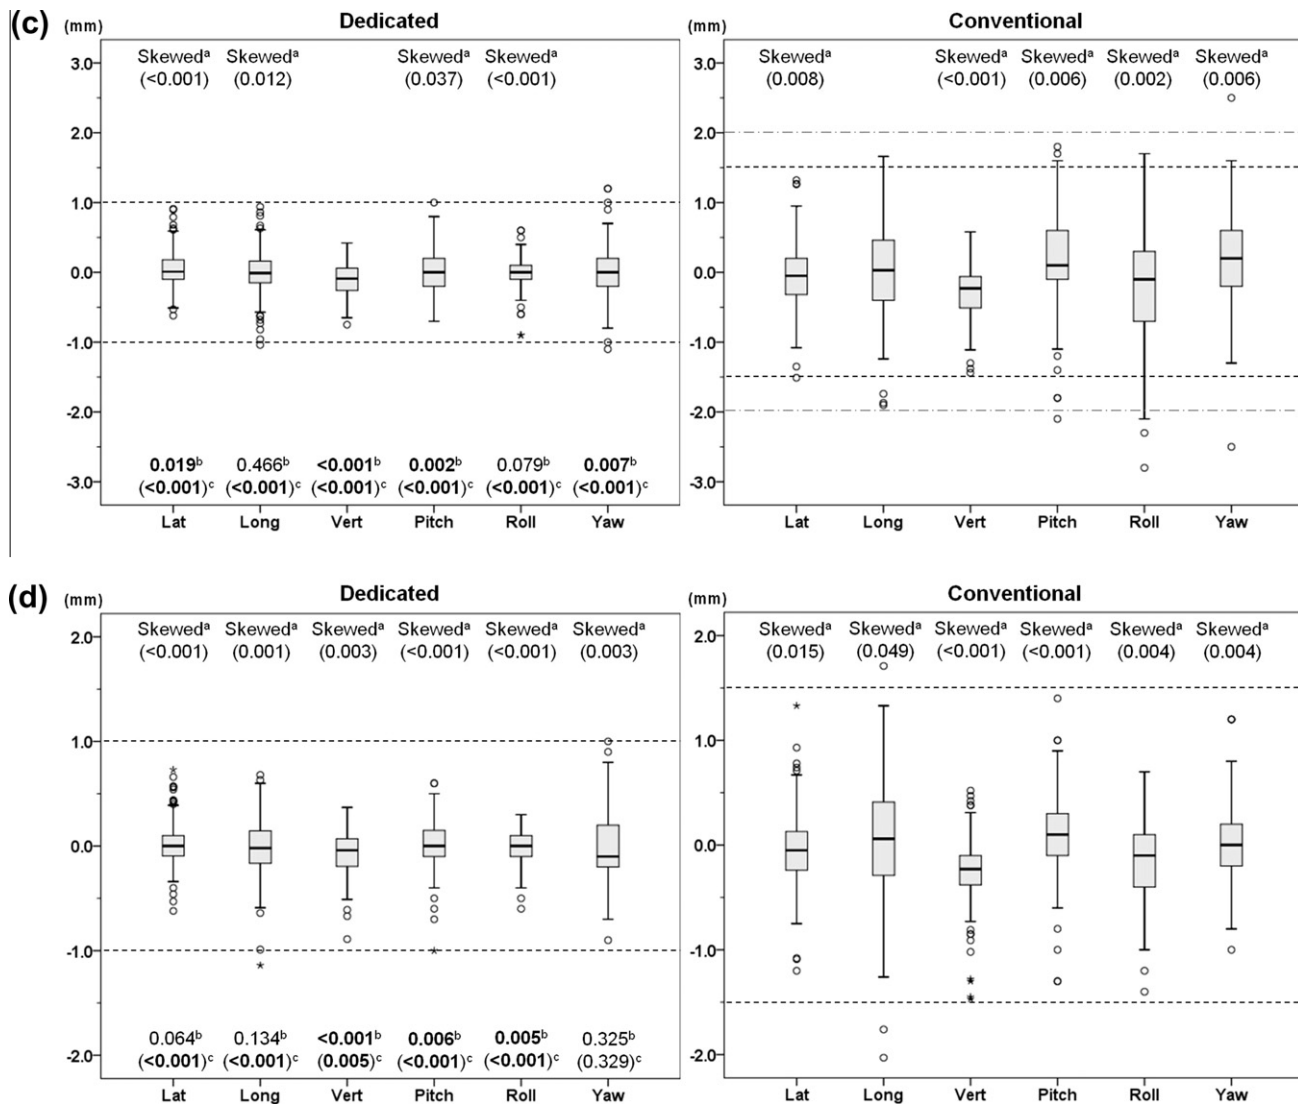 (c)
(mm)
Dedicated
Conventional
(mm)
Skewedᵃ Skewedᵃ Skewedᵃ Skewedᵃ
(<0.001) (0.012) (0.037) (<0.001)
Skewedᵃ Skewedᵃ Skewedᵃ Skewedᵃ Skewedᵃ
(0.008) (<0.001) (0.006) (0.002) (0.006)
3.0
2.0
1.0
0.0
-1.0
-2.0
-3.0
3.0
2.0
1.0
0.0
-1.0
-2.0
-3.0
0.019ᵇ 0.466ᵇ <0.001ᵇ 0.002ᵇ 0.079ᵇ 0.007ᵇ
(<0.001)ᶜ (<0.001)ᶜ (<0.001)ᶜ (<0.001)ᶜ (<0.001)ᶜ (<0.001)ᶜ
Lat Long Vert Pitch Roll Yaw
Lat Long Vert Pitch Roll Yaw
(d)
(mm)
Dedicated
Conventional
(mm)
Skewedᵃ Skewedᵃ Skewedᵃ Skewedᵃ Skewedᵃ Skewedᵃ
(<0.001) (0.001) (0.003) (<0.001) (<0.001) (0.003)
Skewedᵃ Skewedᵃ Skewedᵃ Skewedᵃ Skewedᵃ Skewedᵃ
(0.015) (0.049) (<0.001) (<0.001) (0.004) (0.004)
2.0
1.0
0.0
-1.0
-2.0
2.0
1.0
0.0
-1.0
-2.0
0.064ᵇ 0.134ᵇ <0.001ᵇ 0.006ᵇ 0.005ᵇ 0.325ᵇ
(<0.001)ᶜ (<0.001)ᶜ (0.005)ᶜ (<0.001)ᶜ (<0.001)ᶜ (0.329)ᶜ
Lat Long Vert Pitch Roll Yaw
Lat Long Vert Pitch Roll Yaw